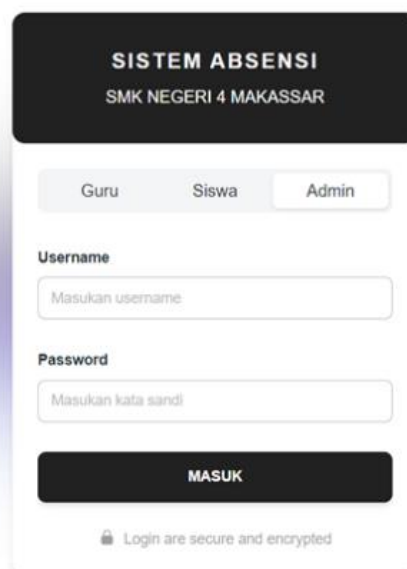 SISTEM ABSENSI
SMK NEGERI 4 MAKASSAR
Guru Siswa Admin
Username
Masukan username
Password
Masukan kata sandi
MASUK
Login are secure and encrypted